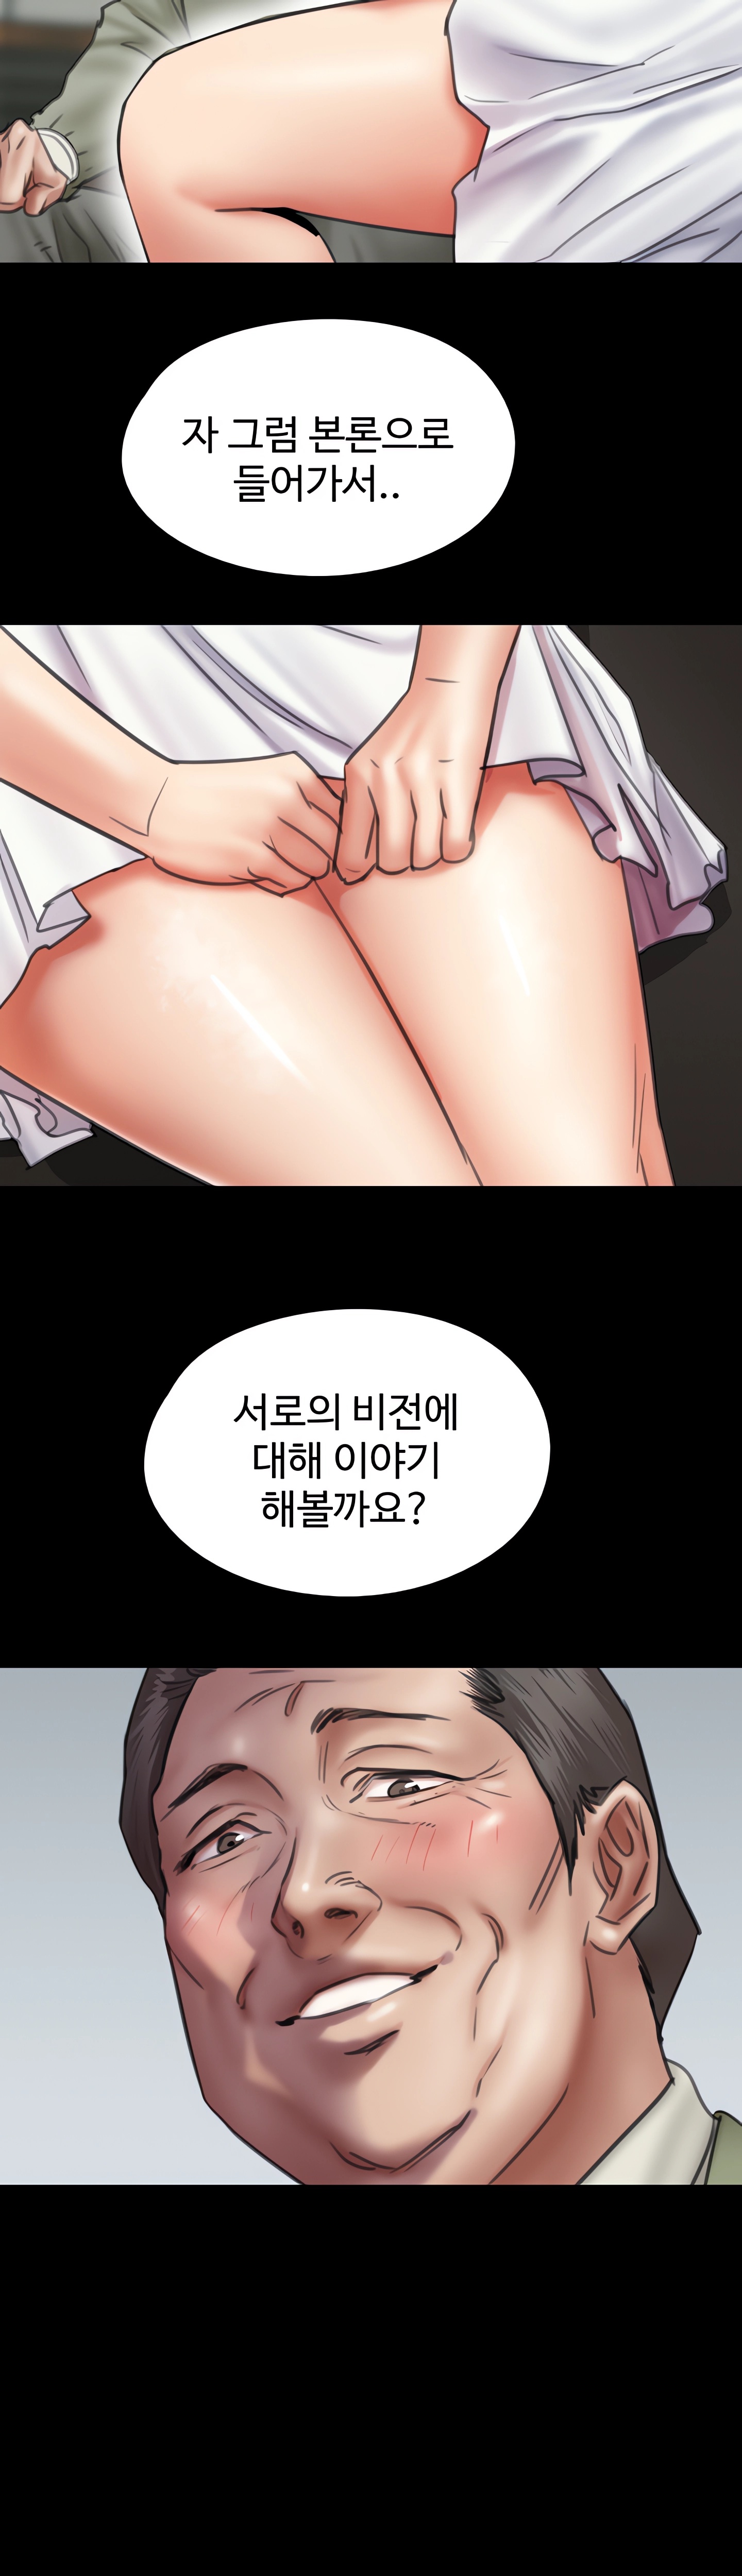 자 그럼 본론으로
들어가서..
서로의 비전에
대해 이야기
해볼까요?